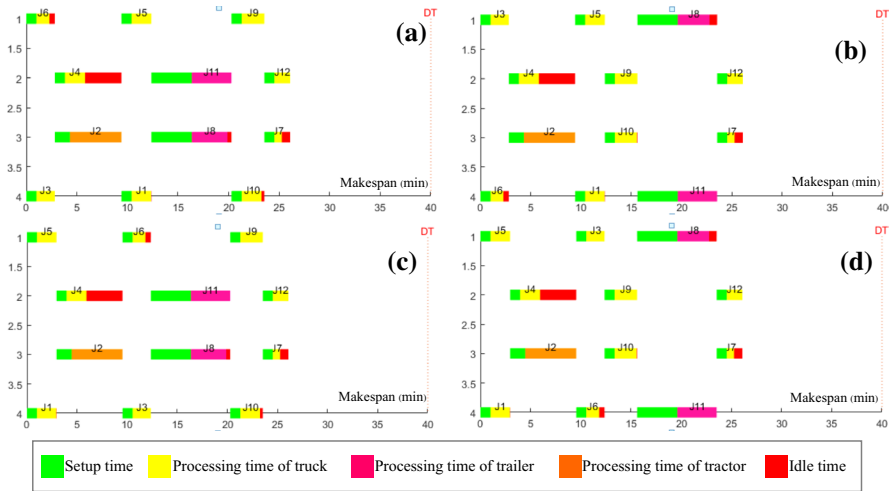 J6 J5 J9 DT
1
(a)
1.5
J4 J11 J12
2
2.5
J2 J8 J7
3
3.5
J3 J1 J10 Makespan (min)
4
0 5 10 15 20 25 30 35 40
J3 J5 J8 DT
1
(b)
1.5
J4 J9 J12
2
2.5
J2 J10 J7
3
3.5
J6 J1 J11 Makespan (min)
4
0 5 10 15 20 25 30 35 40
J5 J6 J9 DT
1
(c)
1.5
J4 J11 J12
2
2.5
J2 J8 J7
3
3.5
J1 J3 J10 Makespan (min)
4
0 5 10 15 20 25 30 35 40
J5 J3 J8 DT
1
(d)
1.5
J4 J9 J12
2
2.5
J2 J10 J7
3
3.5
J1 J6 J11 Makespan (min)
4
0 5 10 15 20 25 30 35 40
Setup time Processing time of truck Processing time of trailer Processing time of tractor Idle time